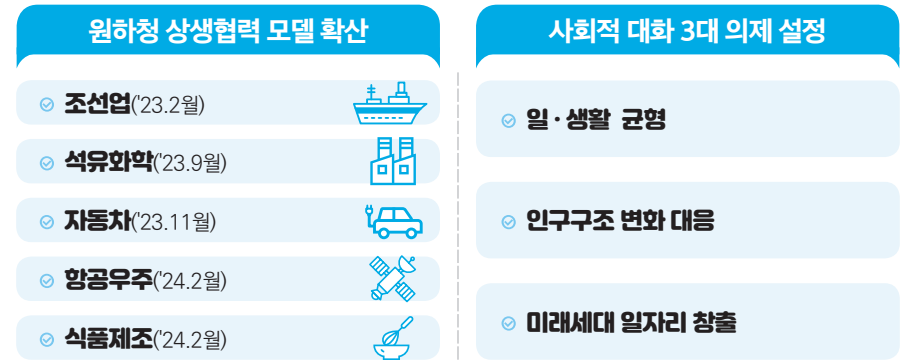 원하청 상생협력 모델 확산
조선업('23.2월)
석유화학('23.9월)
자동차('23.11월)
항공우주('24.2월)
식품제조('24.2월)
사회적 대화 3대 의제 설정
일·생활 균형
인구구조 변화 대응
미래세대 일자리 창출